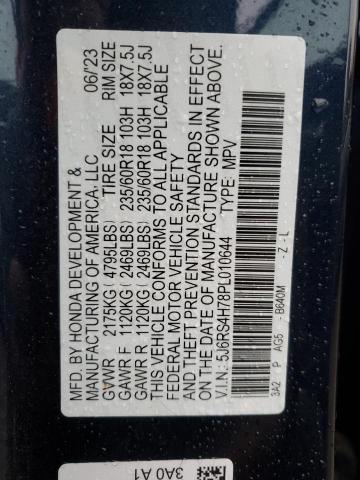 MFD. BY HONDA DEVELOPMENT & 06/23
MANUFACTURING OF AMERICA, LLC
TIRE SIZE RIM SIZE
GVWR 2175KG (4795LBS)
GAWR F 1120KG (2469LBS) 235/60R18 103H 18X7.5J
GAWR R 1120KG (2469LBS) 235/60R18 103H 18X7.5J
THIS VEHICLE CONFORMS TO ALL APPLICABLE
FEDERAL MOTOR VEHICLE SAFETY
AND THEFT PREVENTION STANDARDS IN EFFECT
ON THE DATE OF MANUFACTURE SHOWN ABOVE.
V.I.N.: 5J6RS4H78PL010644 TYPE: MPV
3A2 P AG5 - B640M - Z - L
3A0 A1